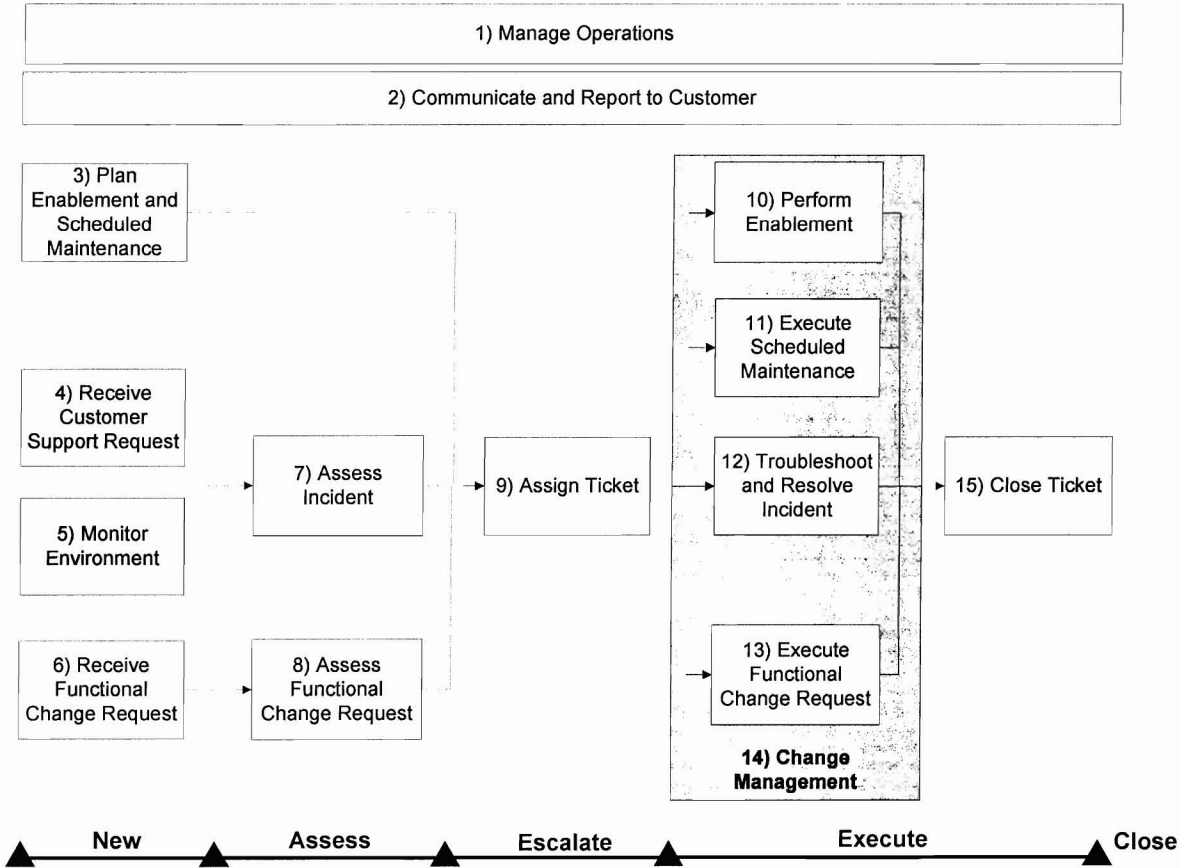 1) Manage Operations
2) Communicate and Report to Customer
3) Plan
Enablement and
Scheduled
Maintenance
10) Perform
Enablement
11) Execute
Scheduled
Maintenance
4) Receive
Customer
Support Request
7) Assess
Incident
9) Assign Ticket
12) Troubleshoot
and Resolve
Incident
15) Close Ticket
5) Monitor
Environment
6) Receive
Functional
Change Request
8) Assess
Functional
Change Request
13) Execute
Functional
Change Request
14) Change
Management
New
Assess
Escalate
Execute
Close